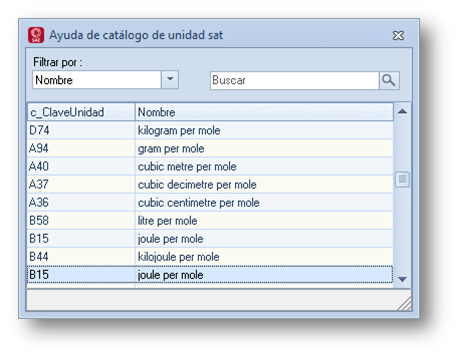 SAT
Ayuda de catálogo de unidad sat
Filtrar por :
Nombre
Buscar
c_ClaveUnidad Nombre
D74 kilogram per mole
A94 gram per mole
A40 cubic metre per mole
A37 cubic decimetre per mole
A36 cubic centimetre per mole
B58 litre per mole
B15 joule per mole
B44 kilojoule per mole
B15 joule per mole